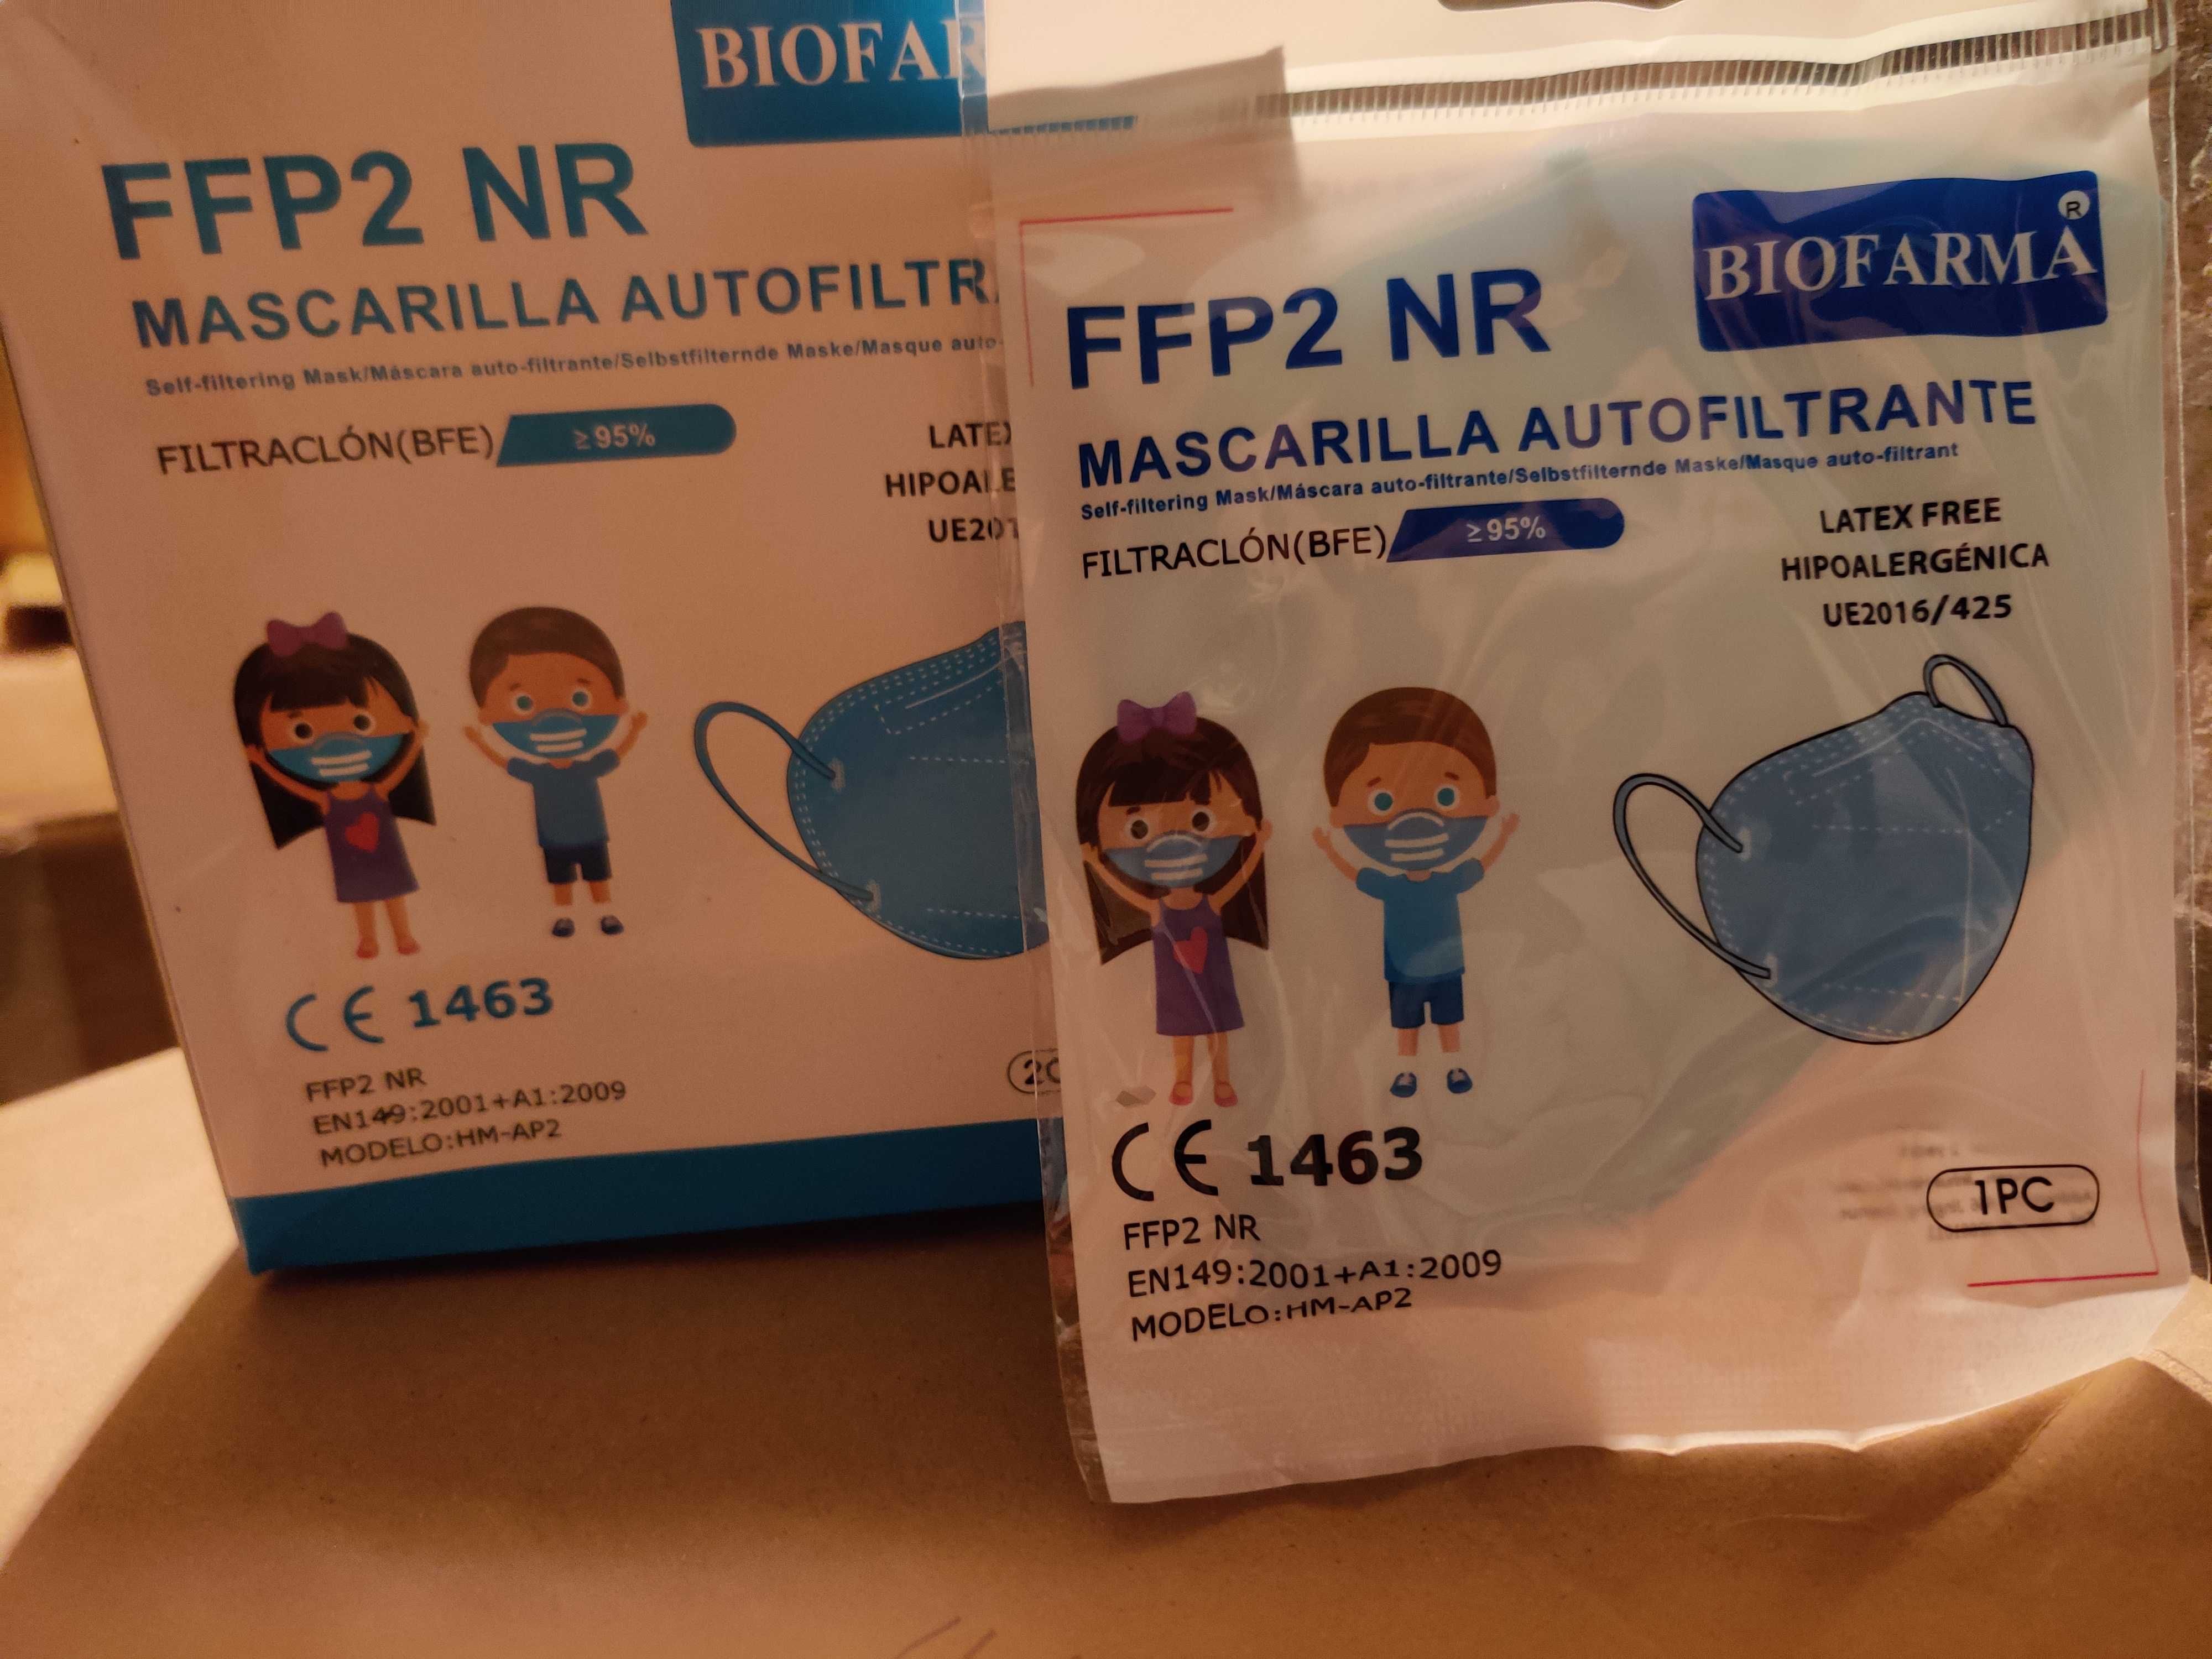 BIOFAR
FFP2 NR
MASCARILLA AUTOFILTR
Self-filtering Mask/Máscara auto-filtrante/Selbstfilternde Maske/Masque auto-
FILTRACLÓN(BFE) ≥95%
LATEX
HIPOALE
UE201
CE 1463
FFP2 NR
EN149:2001+A1:2009
MODELO:HM-AP2
BIOFARMA®
FFP2 NR
MASCARILLA AUTOFILTRANTE
Self-filtering Mask/Máscara auto-filtrante/Selbstfilternde Maske/Masque auto-filtrant
FILTRACLÓN(BFE) ≥95%
LATEX FREE
HIPOALERGÉNICA
UE2016/425
CE 1463
FFP2 NR
EN149:2001+A1:2009
MODELO:HM-AP2
1PC